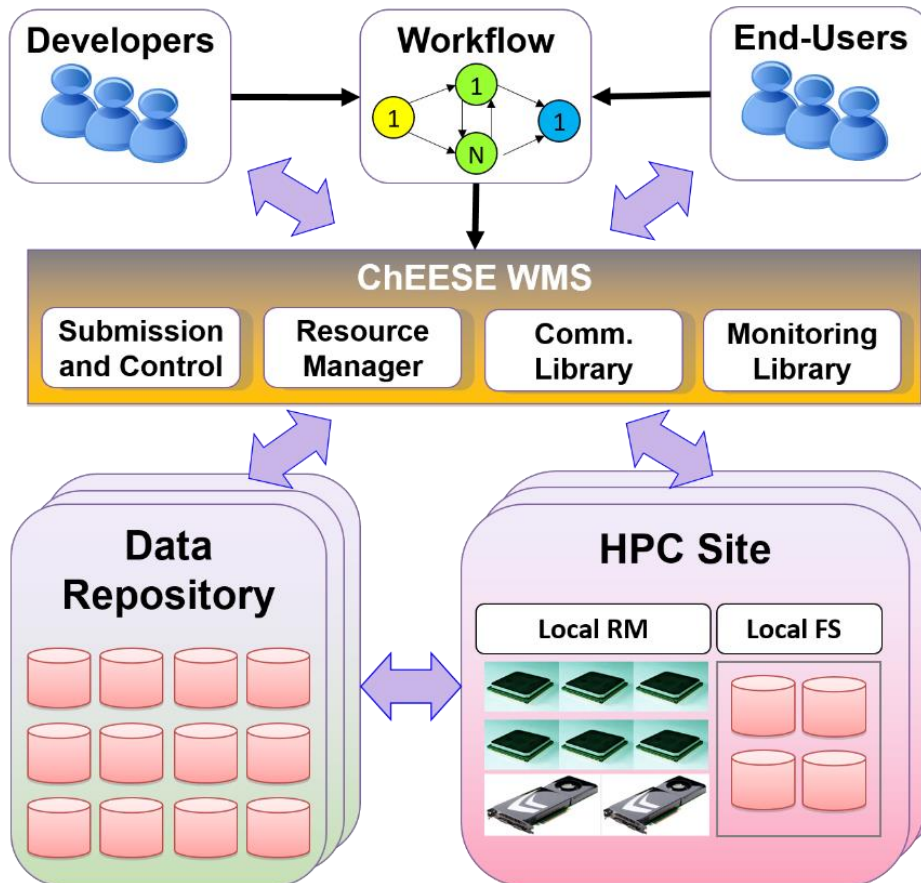 Developers
Workflow
End-Users
1
1
N
1
ChEESE WMS
Submission
and Control
Resource
Manager
Comm.
Library
Monitoring
Library
Data
Repository
HPC Site
Local RM
Local FS